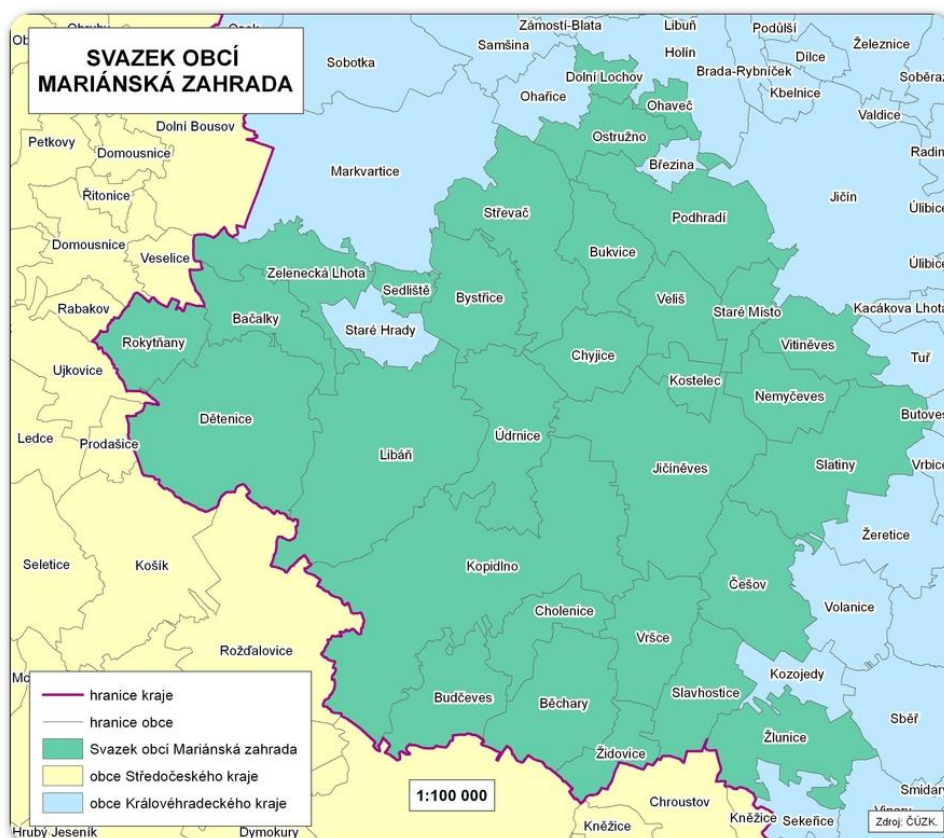 SVAZEK OBCÍ
MARIÁNSKÁ ZAHRADA
Zámostí-Blata
Libuň
Podůlší
Železnice
Samšina
Holín
Dílce
Sobotka
Dolní Lochov
Brada-Rybníček
Kbelnice
Soběraz
Ohařice
Ohaveč
Valdice
Dolní Bousov
Ostružno
Petkovy
Domousnice
Březina
Radim
Markvartice
Jičín
Řitonice
Střevač
Podhradí
Úlibice
Domousnice
Veselice
Bukvice
Úlibice
Zelenecká Lhota
Sedliště
Bystřice
Veliš
Rabakov
Bačalky
Staré Hrady
Staré Místo
Kacákova Lhota
Rokytňany
Vitiněves
Chyjice
Tuř
Ujkovice
Kostelec
Nemyčeves
Dětenice
Butoves
Ledce
Prodašice
Údrnice
Libáň
Jičíněves
Slatiny
Vrbice
Žeretice
Seletice
Košík
Kopidlno
Češov
Cholenice
Volanice
Vršce
Rožďalovice
Kozojedy
Budčeves
Běchary
Slavhostice
Sběř
Židovice
Žlunice
hranice kraje
hranice obce
Svazek obcí Mariánská zahrada
obce Středočeského kraje
obce Královéhradeckého kraje
1:100 000
Smidary
Chroustov
Kněžice
Kněžice
Sekeřice
Hrubý Jeseník
Dymokury
Zdroj: ČÚZK.